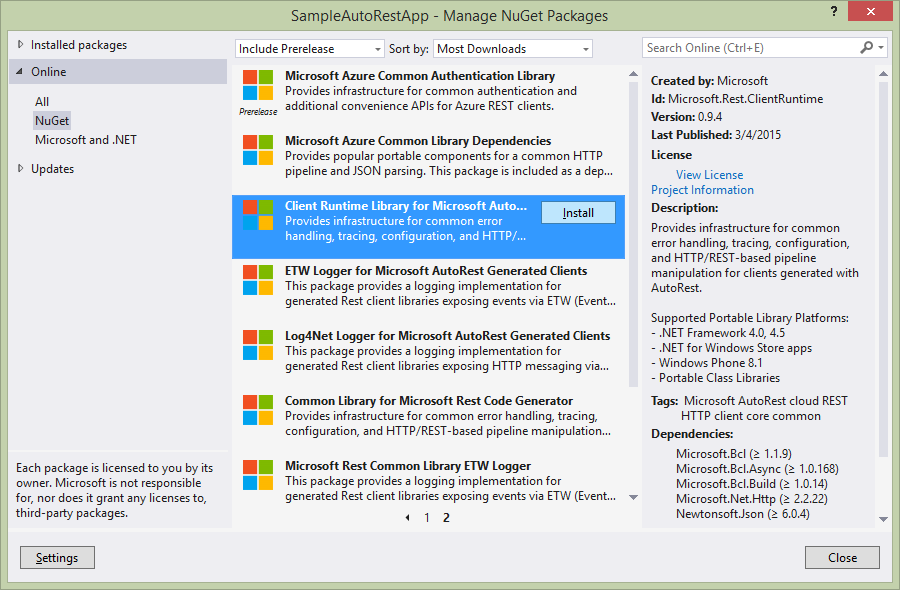 SampleAutoRestApp - Manage NuGet Packages
?
Installed packages
Online
All
NuGet
Microsoft and .NET
Updates
Each package is licensed to you by its
owner. Microsoft is not responsible
for, nor does it grant any licenses to,
third-party packages.
Settings
Include Prerelease
Sort by:
Most Downloads
Microsoft Azure Common Authentication Library
Provides infrastructure for common authentication and
additional convenience APIs for Azure REST clients.
Prerelease
Microsoft Azure Common Library Dependencies
Provides popular portable components for a common HTTP
pipeline and JSON parsing. This package is included as a dep...
Client Runtime Library for Microsoft Auto...
Provides infrastructure for common error
handling, tracing, configuration, and HTTP/...
Install
ETW Logger for Microsoft AutoRest Generated Clients
This package provides a logging implementation for
generated Rest client libraries exposing events via ETW (Event...
Log4Net Logger for Microsoft AutoRest Generated Clients
This package provides a logging implementation for
generated Rest client libraries exposing HTTP messaging via...
Common Library for Microsoft Rest Code Generator
Provides infrastructure for common error handling, tracing,
configuration, and HTTP/REST-based pipeline manipulation...
Microsoft Rest Common Library ETW Logger
This package provides a logging implementation for
generated Rest client libraries exposing events via ETW (Event...
1 2
Search Online (Ctrl+E)
Created by: Microsoft
Id: Microsoft.Rest.ClientRuntime
Version: 0.9.4
Last Published: 3/4/2015
License
View License
Project Information
Description:
Provides infrastructure for common
error handling, tracing, configuration,
and HTTP/REST-based pipeline
manipulation for clients generated with
AutoRest.
Supported Portable Library Platforms:
- .NET Framework 4.0, 4.5
- .NET for Windows Store apps
- Windows Phone 8.1
- Portable Class Libraries
Tags: Microsoft AutoRest cloud REST
HTTP client core common
Dependencies:
Microsoft.Bcl (≥ 1.1.9)
Microsoft.Bcl.Async (≥ 1.0.168)
Microsoft.Bcl.Build (≥ 1.0.14)
Microsoft.Net.Http (≥ 2.2.22)
Newtonsoft.Json (≥ 6.0.4)
Close